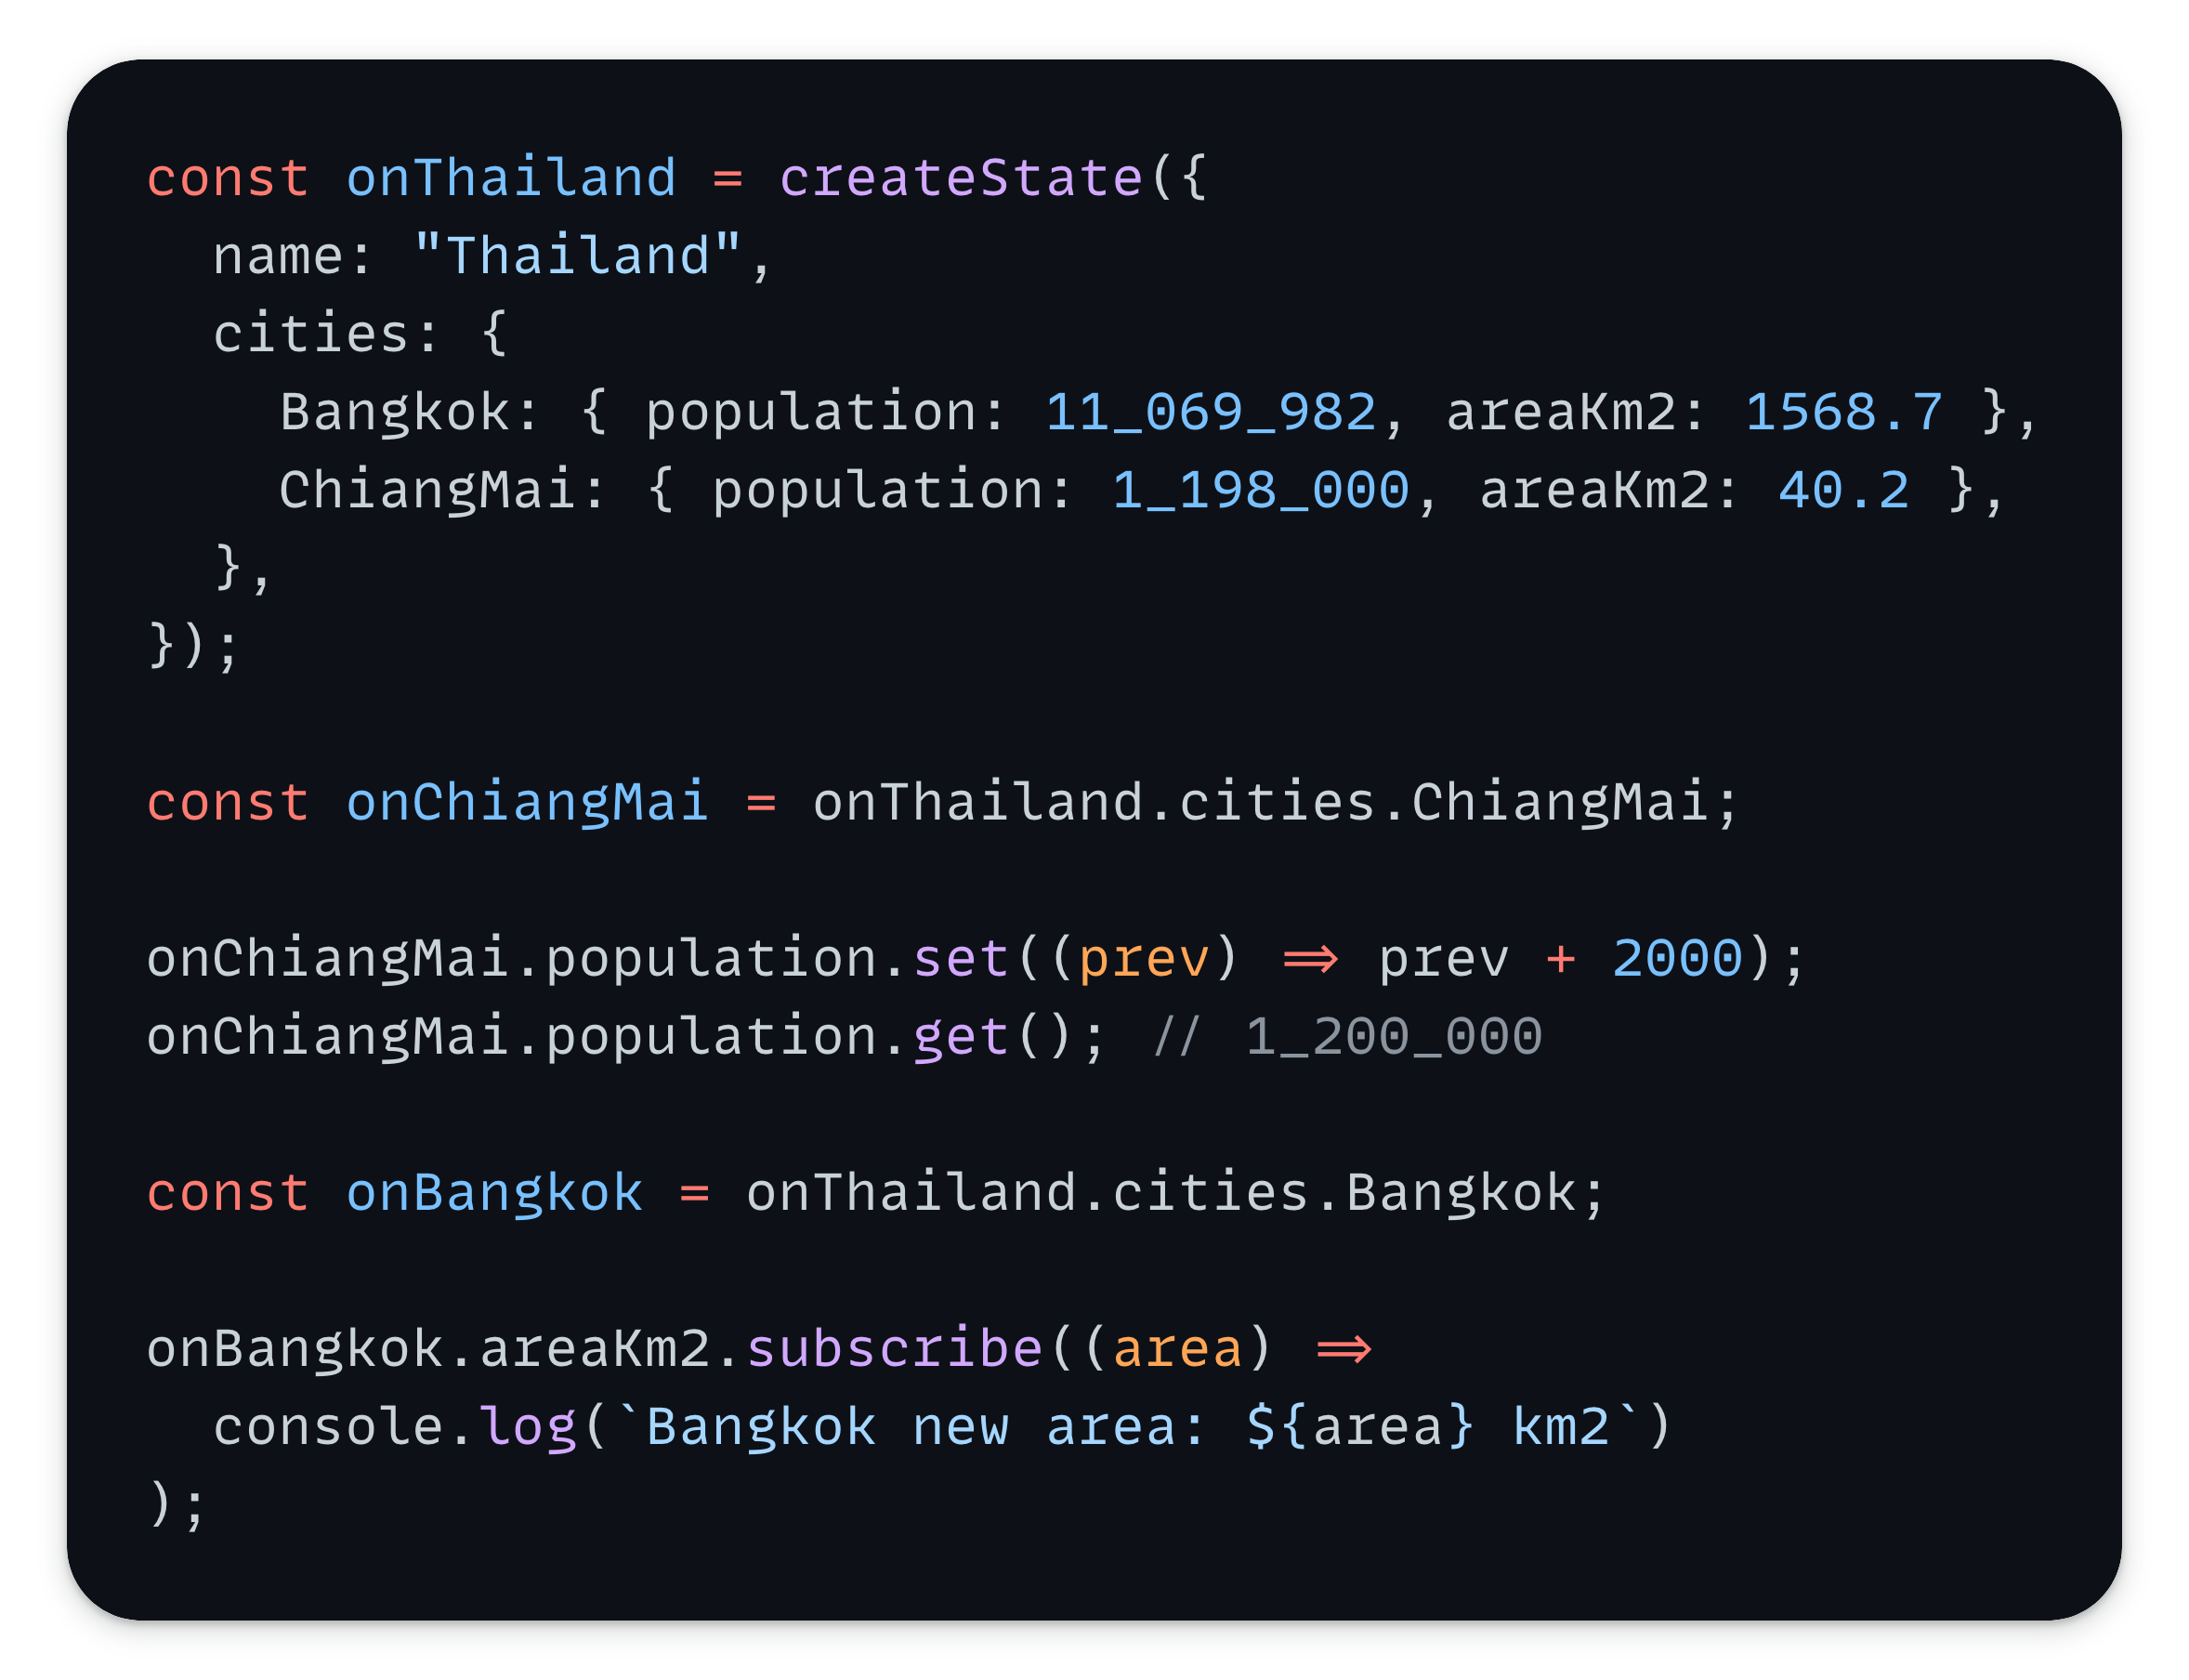 const onThailand = createState({
  name: "Thailand",
  cities: {
    Bangkok: { population: 11_069_982, areaKm2: 1568.7 },
    ChiangMai: { population: 1_198_000, areaKm2: 40.2 },
  },
});

const onChiangMai = onThailand.cities.ChiangMai;

onChiangMai.population.set((prev) => prev + 2000);
onChiangMai.population.get(); // 1_200_000

const onBangkok = onThailand.cities.Bangkok;

onBangkok.areaKm2.subscribe((area) =>
  console.log(`Bangkok new area: ${area} km2`)
);